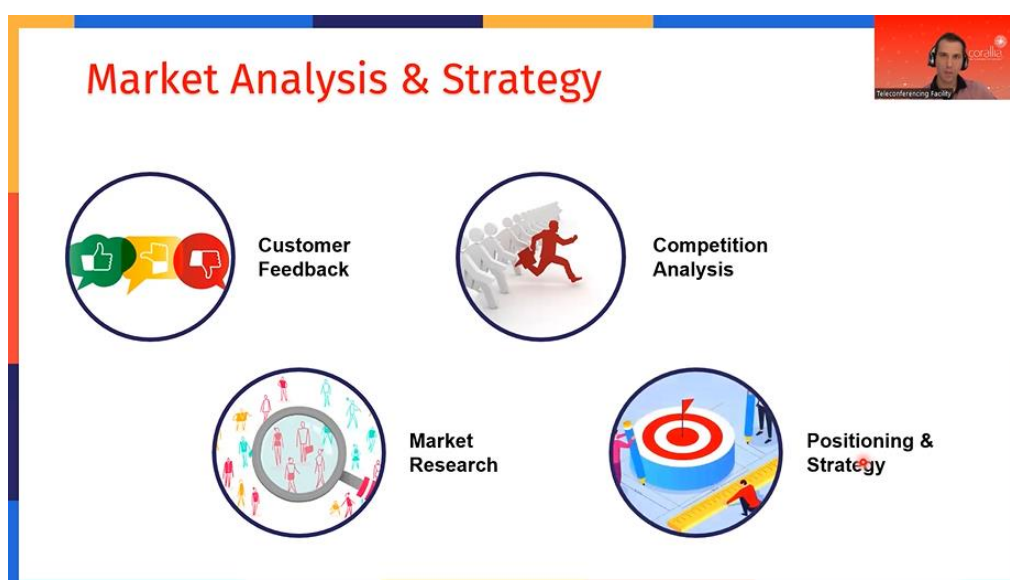 Market Analysis & Strategy
corallia
Teleconferencing Facility
Customer
Feedback
Competition
Analysis
Market
Research
Positioning &
Strategy